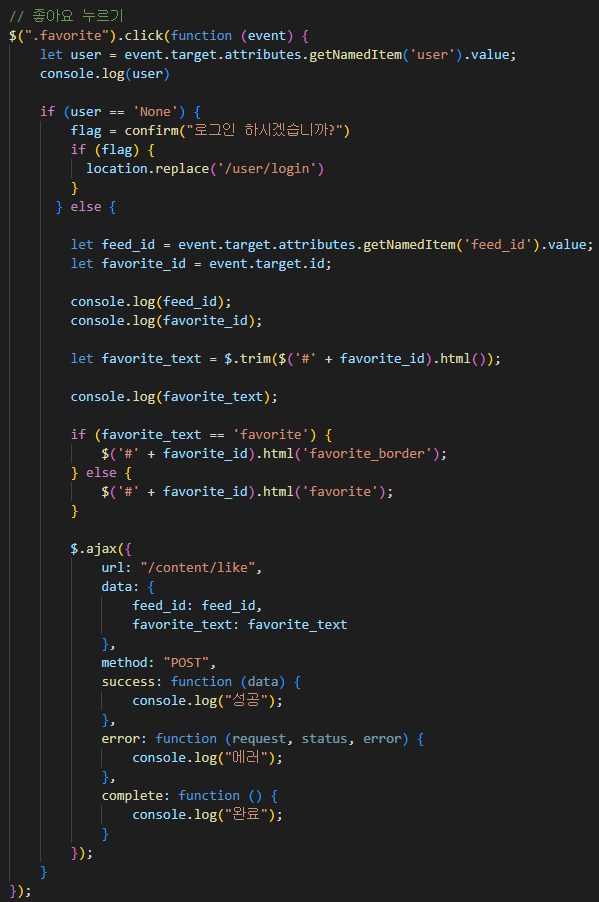 // 좋아요 누르기
$(".favorite").click(function (event) {
    let user = event.target.attributes.getNamedItem('user').value;
    console.log(user)

    if (user == 'None') {
        flag = confirm("로그인 하시겠습니까?")
        if (flag) {
          location.replace('/user/login')
        }
      } else {

        let feed_id = event.target.attributes.getNamedItem('feed_id').value;
        let favorite_id = event.target.id;

        console.log(feed_id);
        console.log(favorite_id);

        let favorite_text = $.trim($('#' + favorite_id).html());

        console.log(favorite_text);

        if (favorite_text == 'favorite') {
            $('#' + favorite_id).html('favorite_border');
        } else {
            $('#' + favorite_id).html('favorite');
        }

        $.ajax({
            url: "/content/like",
            data: {
                feed_id: feed_id,
                favorite_text: favorite_text
            },
            method: "POST",
            success: function (data) {
                console.log("성공");
            },
            error: function (request, status, error) {
                console.log("에러");
            },
            complete: function () {
                console.log("완료");
            }
        });
    }
});